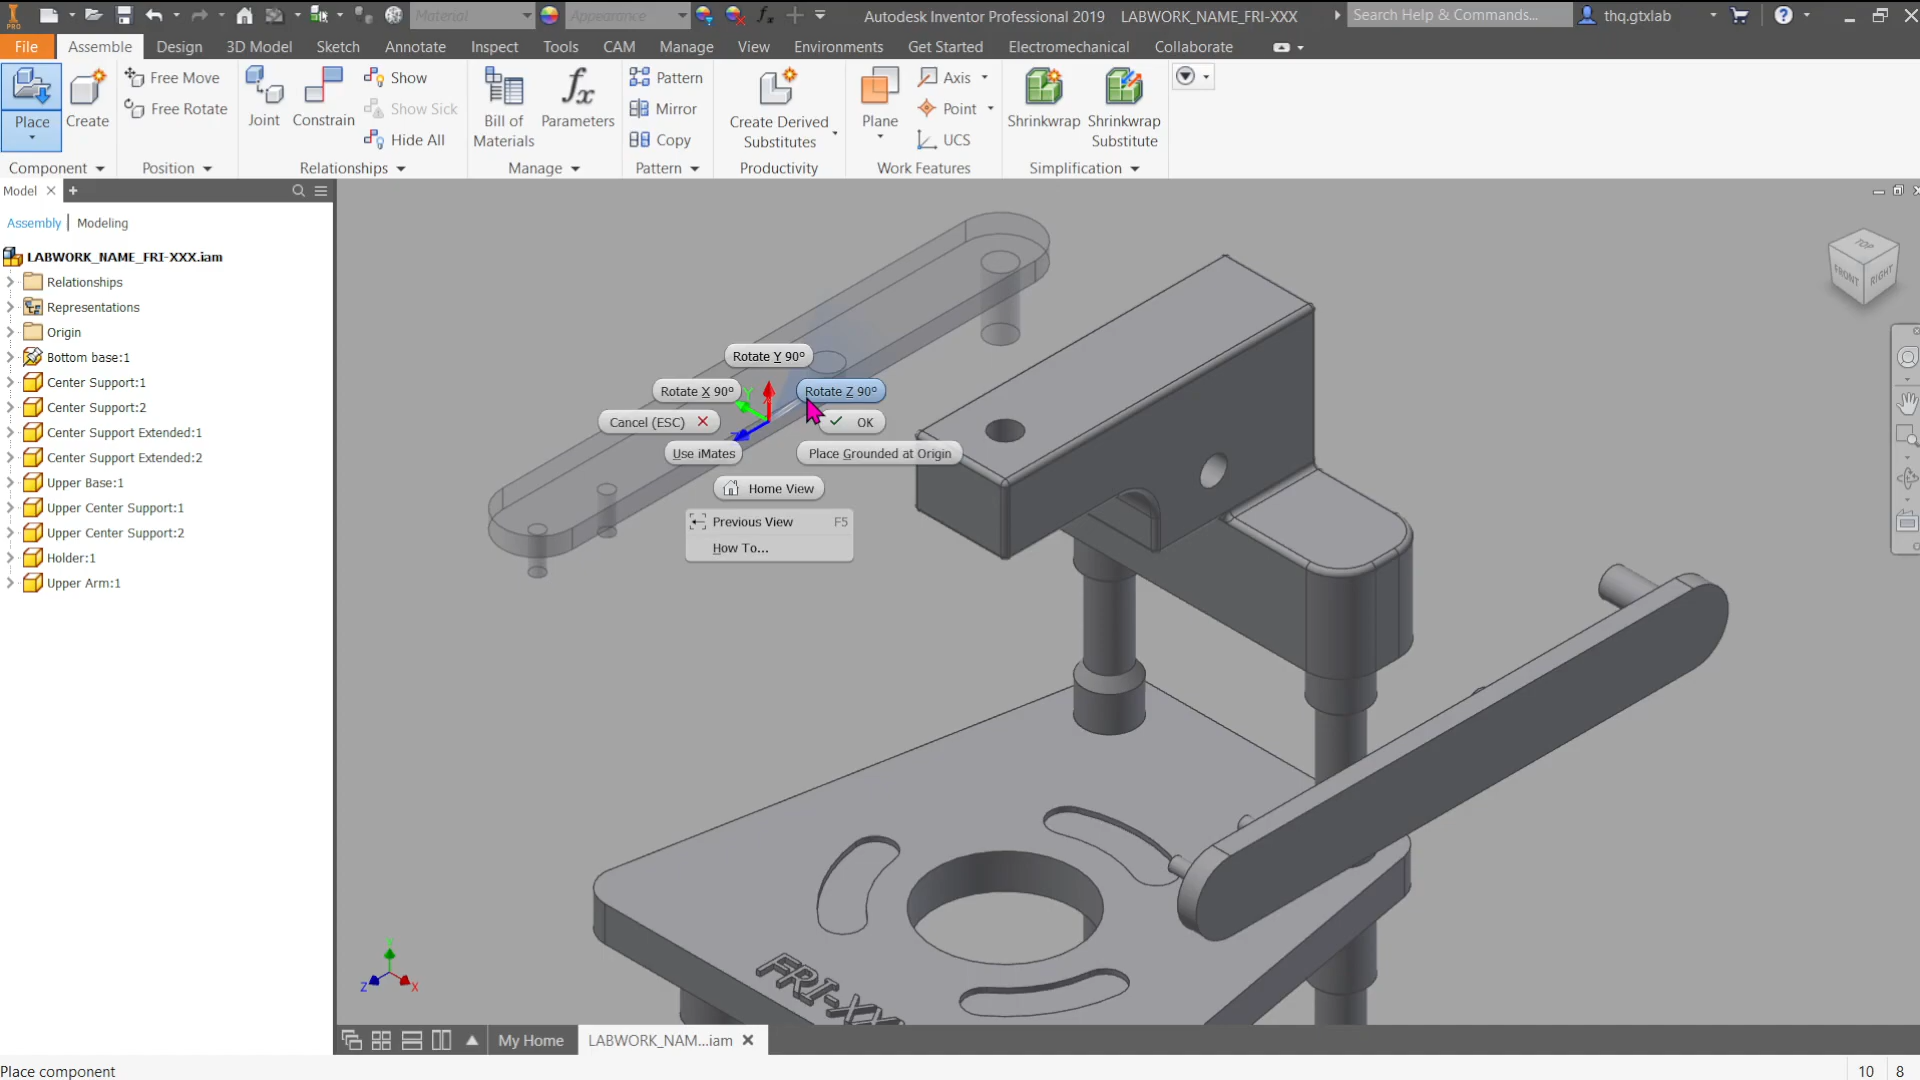 Material
Appearance
Autodesk Inventor Professional 2019 LABWORK_NAME_FRI-XXX
Search Help & Commands...
thq.gtxlab
PRO
File Assemble Design 3D Model Sketch Annotate Inspect Tools CAM Manage View Environments Get Started Electromechanical Collaborate
Place
Create
Free Move
Free Rotate
Joint
Constrain
Show
Show Sick
Hide All
Bill of
Materials
Parameters
Pattern
Mirror
Copy
Create Derived
Substitutes
Plane
Axis
Point
UCS
Shrinkwrap
Shrinkwrap
Substitute
Component Position Relationships Manage Pattern Productivity Work Features Simplification
Model
Assembly | Modeling
LABWORK_NAME_FRI-XXX.iam
Relationships
Representations
Origin
Bottom base:1
Center Support:1
Center Support:2
Center Support Extended:1
Center Support Extended:2
Upper Base:1
Upper Center Support:1
Upper Center Support:2
Holder:1
Upper Arm:1
TOP
FRONT
RIGHT
Rotate Y 90°
Rotate X 90°
Rotate Z 90°
Cancel (ESC)
OK
Use iMates
Place Grounded at Origin
Home View
Previous View F5
How To...
Y
X
Z
FRI-XX
Y
Z
X
My Home
LABWORK_NAM...iam
Place component
10 8